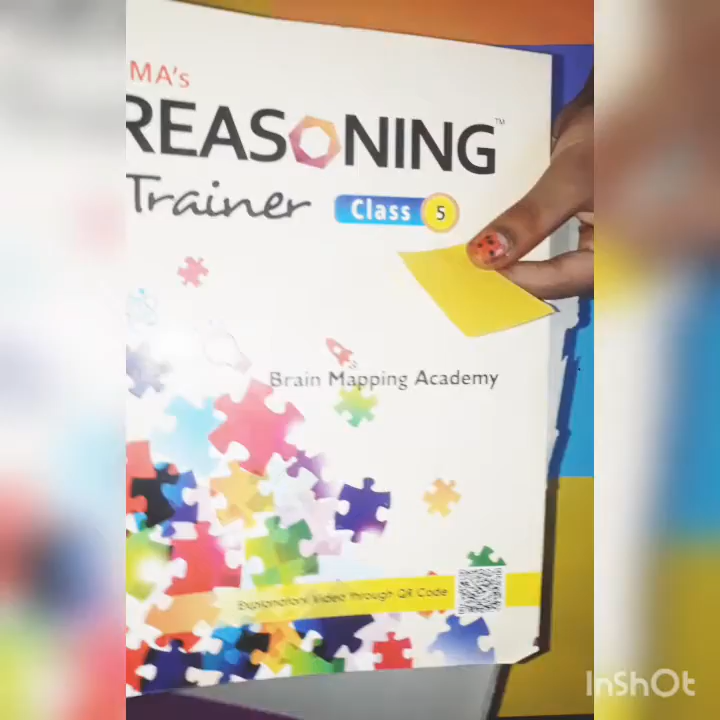 MA's
REASONING™
Trainer
Class 5
Brain Mapping Academy
Explanatory Video through QR Code
InShOt